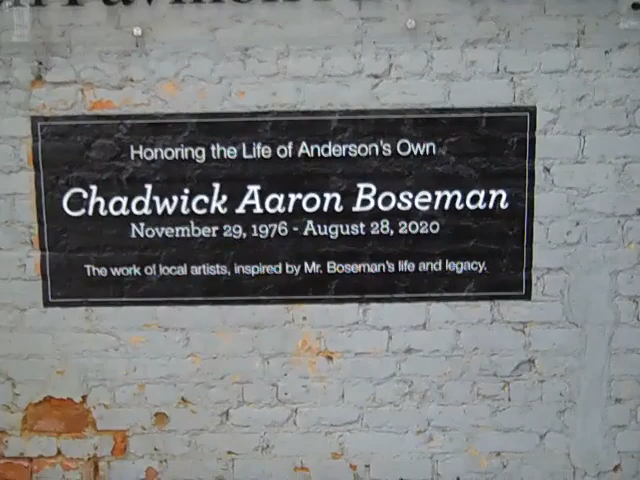 Honoring the Life of Anderson's Own
Chadwick Aaron Boseman
November 29, 1976 - August 28, 2020
The work of local artists, inspired by Mr. Boseman's life and legacy.